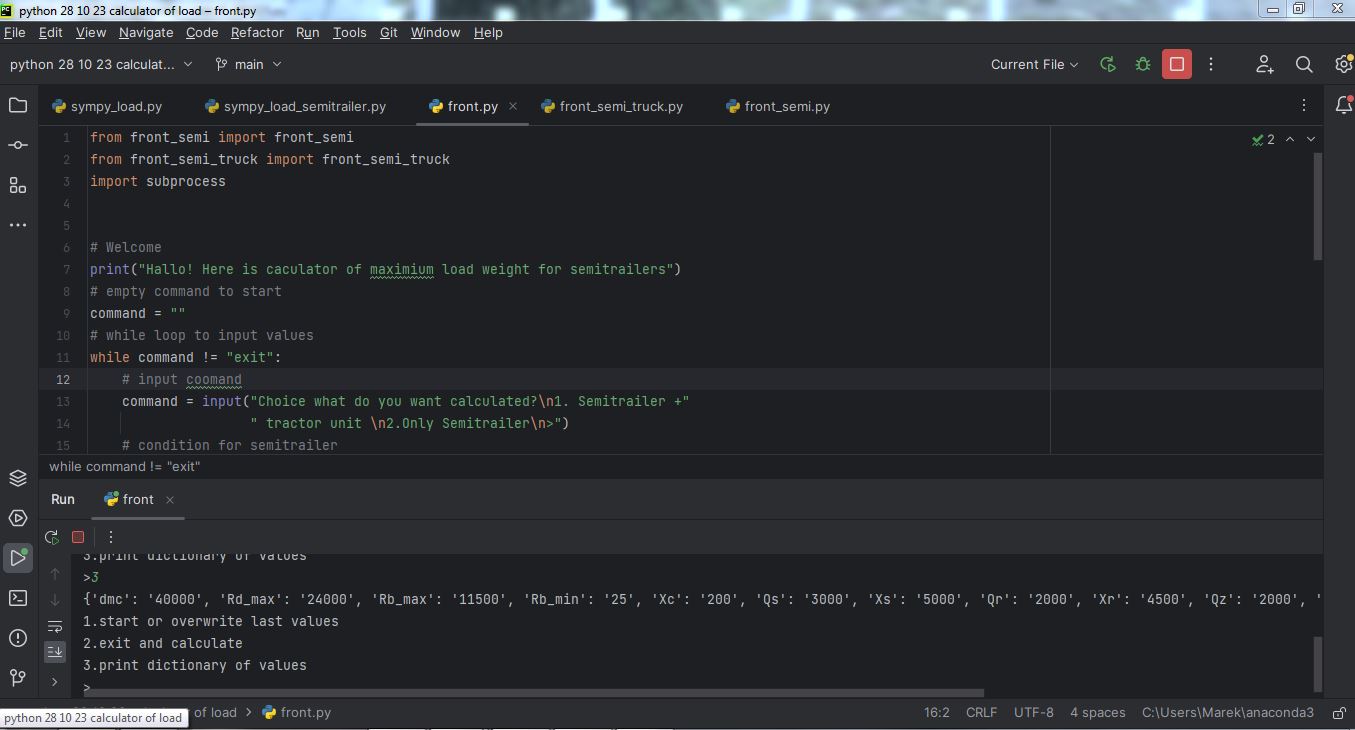 PC python 28 10 23 calculator of load – front.py
File Edit View Navigate Code Refactor Run Tools Git Window Help
python 28 10 23 calculat... main Current File
sympy_load.py sympy_load_semitrailer.py front.py front_semi_truck.py front_semi.py
1 from front_semi import front_semi 2
2 from front_semi_truck import front_semi_truck
3 import subprocess
4
5
6 # Welcome
7 print("Hallo! Here is caculator of maximium load weight for semitrailers")
8 # empty command to start
9 command = ""
10 # while loop to input values
11 while command != "exit":
12 # input coomand
13 command = input("Choice what do you want calculated?\n1. Semitrailer +"
14 " tractor unit \n2.Only Semitrailer\n>")
15 # condition for semitrailer
while command != "exit"
Run front
3.print dictionary of values
>3
{'dmc': '40000', 'Rd_max': '24000', 'Rb_max': '11500', 'Rb_min': '25', 'Xc': '200', 'Qs': '3000', 'Xs': '5000', 'Qr': '2000', 'Xr': '4500', 'Qz': '2000', '
1.start or overwrite last values
2.exit and calculate
3.print dictionary of values
>
of load > front.py 16:2 CRLF UTF-8 4 spaces C:\Users\Marek\anaconda3
python 28 10 23 calculator of load